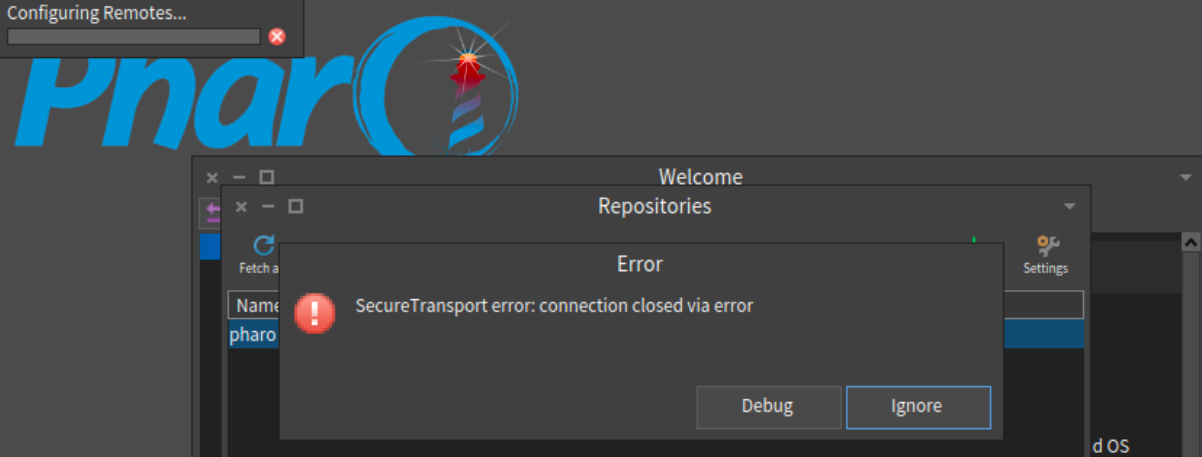 Configuring Remotes...
Pharo
Welcome
Repositories
Fetch a
Settings
Error
SecureTransport error: connection closed via error
Name
pharo
Debug
Ignore
d OS